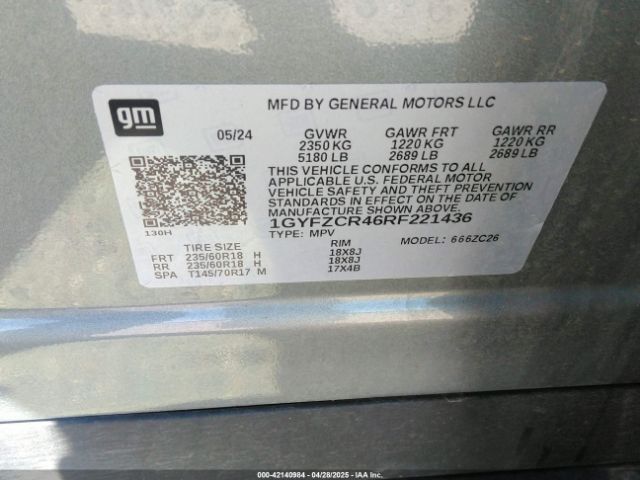 gm
MFD BY GENERAL MOTORS LLC
05/24 GVWR GAWR FRT GAWR RR
2350 KG 1220 KG 1220 KG
5180 LB 2689 LB 2689 LB
THIS VEHICLE CONFORMS TO ALL
APPLICABLE U.S. FEDERAL MOTOR
VEHICLE SAFETY AND THEFT PREVENTION
STANDARDS IN EFFECT ON THE DATE OF
MANUFACTURE SHOWN ABOVE.
1GYFZCR46RF221436
130H
TYPE: MPV MODEL: 666ZC26
TIRE SIZE RIM
FRT 235/60R18 H 18X8J
RR 235/60R18 H 18X8J
SPA T145/70R17 M 17X4B
000-42140984 - 04/28/2025 - IAA Inc.